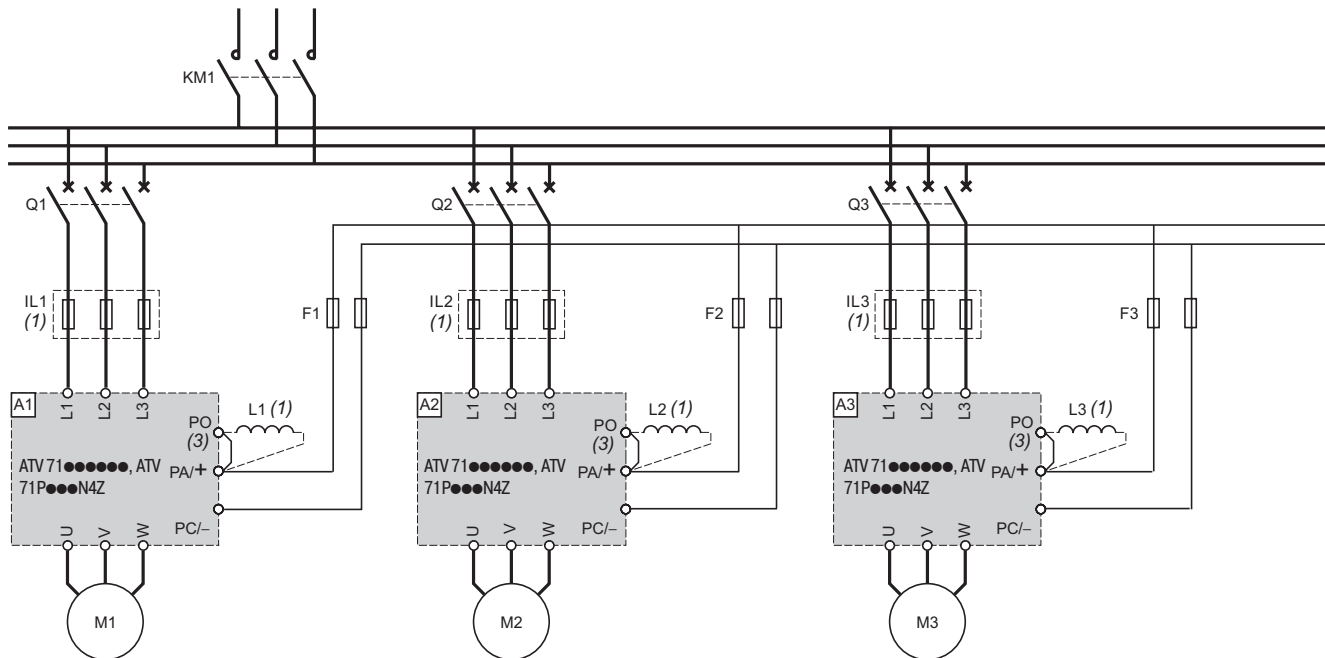 KM1
Q1
Q2
Q3
IL1
(1)
F1
IL2
(1)
F2
IL3
(1)
F3
A1
L1
L2
L3
PO
(3)
L1 (1)
ATV 71●●●●●●, ATV
71P●●●N4Z
PA/+
PC/–
U
V
W
M1
A2
L1
L2
L3
PO
(3)
L2 (1)
ATV 71●●●●●●, ATV
71P●●●N4Z
PA/+
PC/–
U
V
W
M2
A3
L1
L2
L3
PO
(3)
L3 (1)
ATV 71●●●●●●, ATV
71P●●●N4Z
PA/+
PC/–
U
V
W
M3